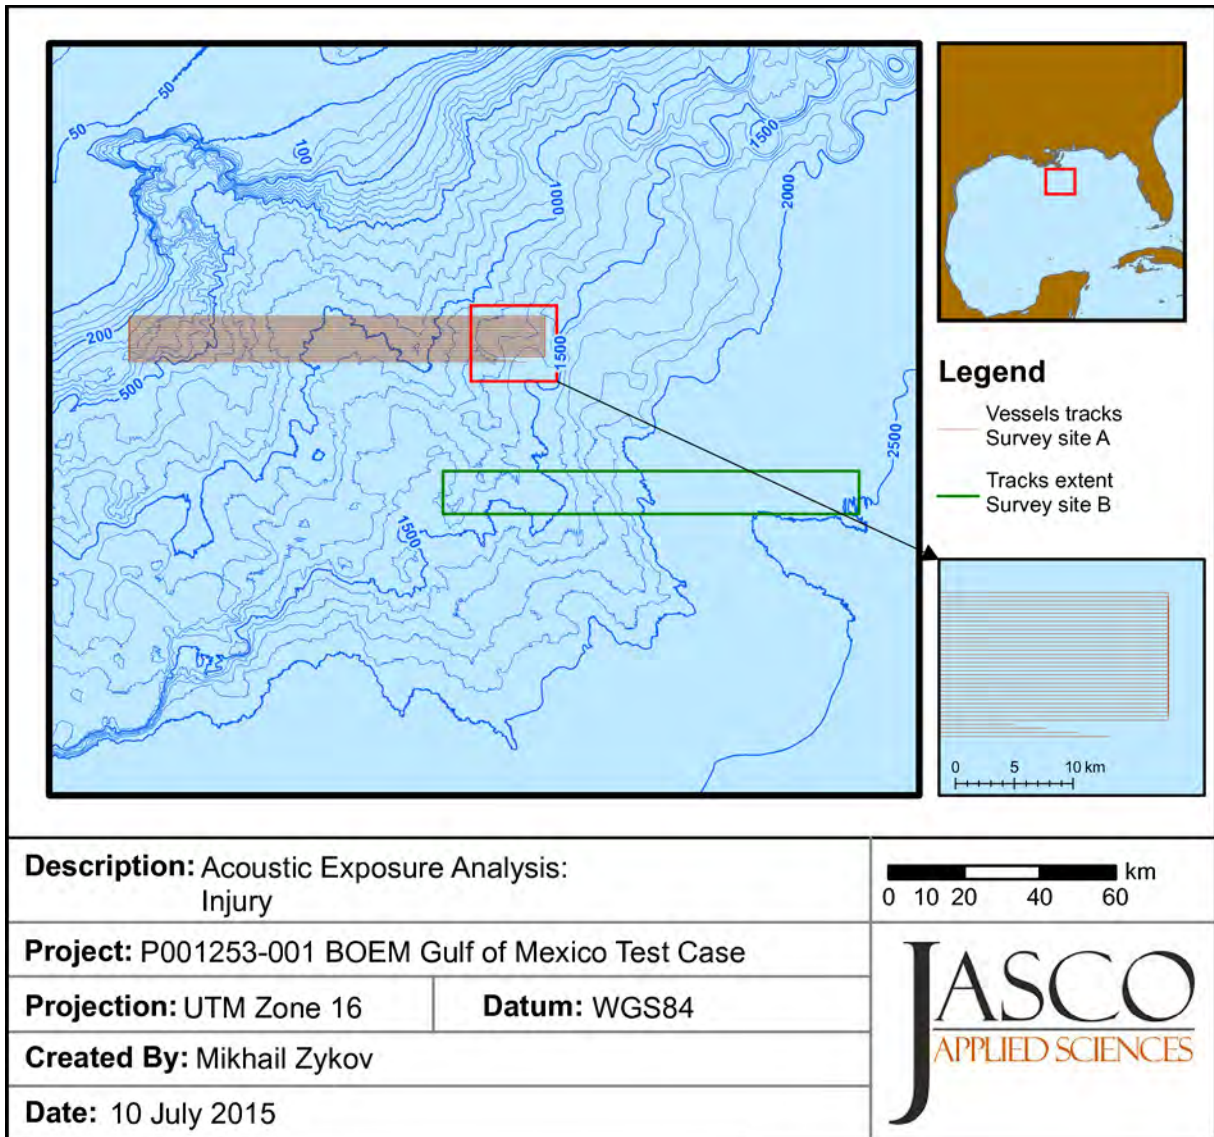 50
50
100
1500
1000
2000
200
1500
500
2500
1500
Legend
Vessels tracks
Survey site A
Tracks extent
Survey site B
0 5 10 km
Description: Acoustic Exposure Analysis:
Injury
km
0 10 20 40 60
Project: P001253-001 BOEM Gulf of Mexico Test Case
Projection: UTM Zone 16 Datum: WGS84
Created By: Mikhail Zykov
Date: 10 July 2015
JASCO
APPLIED SCIENCES